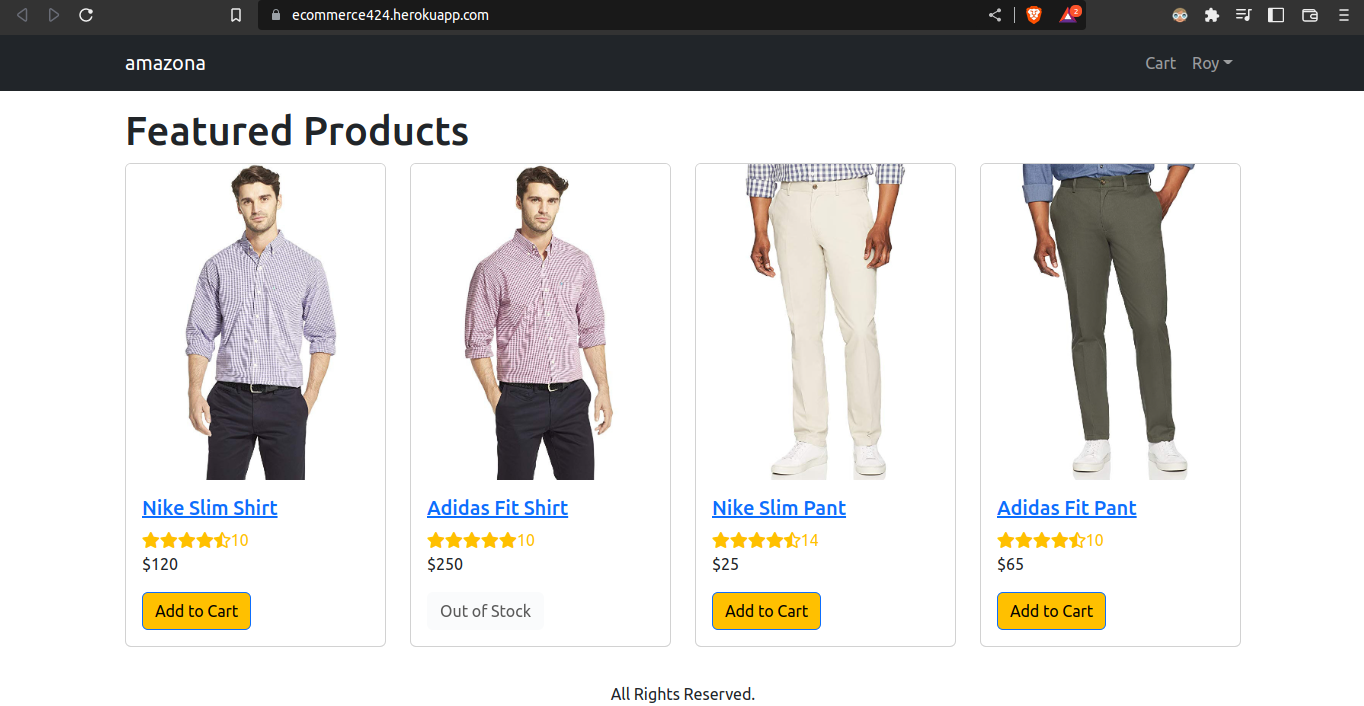 ecommerce424.herokuapp.com
2
amazona
Cart Roy
Featured Products
Nike Slim Shirt
10
$120
Add to Cart
Adidas Fit Shirt
10
$250
Out of Stock
Nike Slim Pant
14
$25
Add to Cart
Adidas Fit Pant
10
$65
Add to Cart
All Rights Reserved.